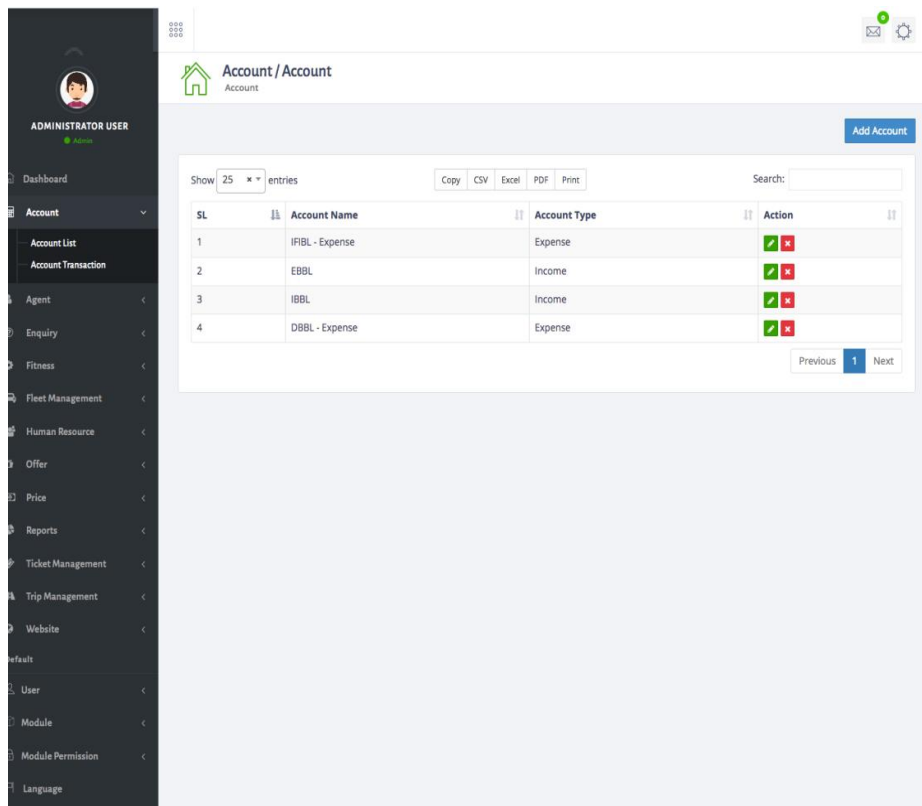 0
Account / Account
Account
ADMINISTRATOR USER
Admin
Add Account
Dashboard
Account
Account List
Account Transaction
Agent
Enquiry
Fitness
Fleet Management
Human Resource
Offer
Price
Reports
Ticket Management
Trip Management
Website
Default
User
Module
Module Permission
Language
Show 25 × entries
Copy CSV Excel PDF Print
Search:
SL Account Name Account Type Action
1 IFIBL - Expense Expense
2 EBBL Income
3 IBBL Income
4 DBBL - Expense Expense
Previous 1 Next